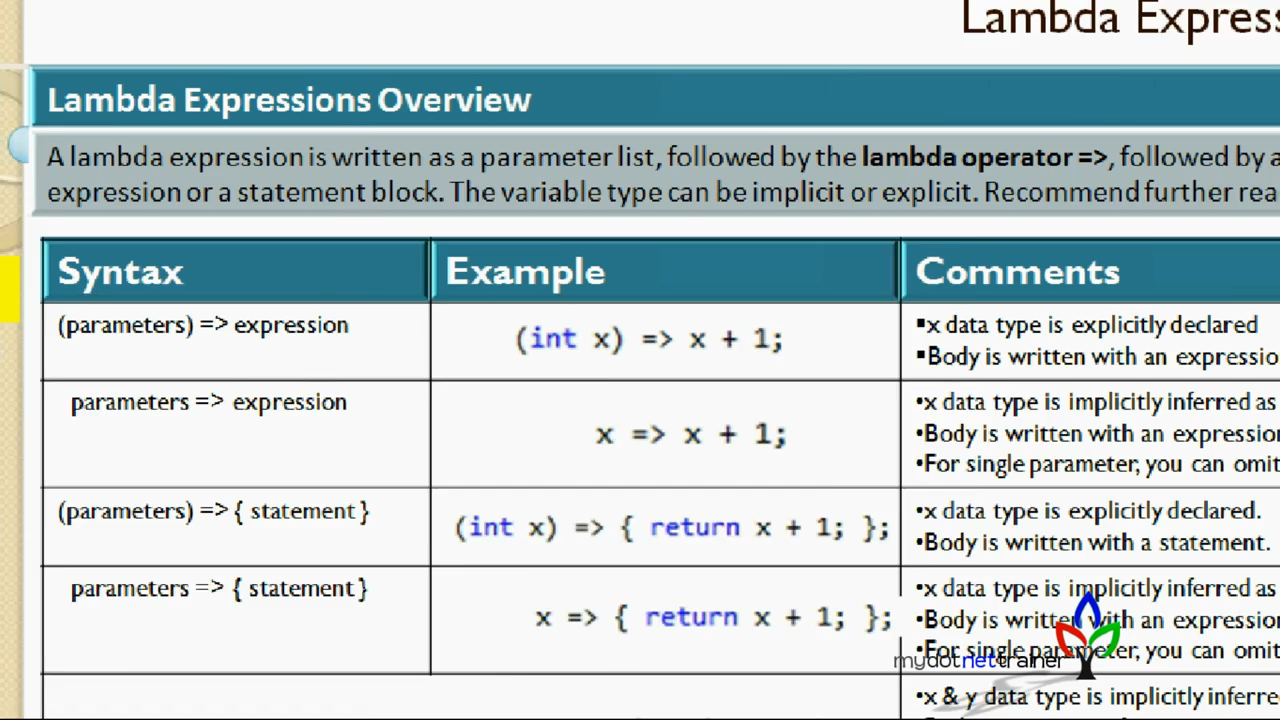 Lambda Express
Lambda Expressions Overview
A lambda expression is written as a parameter list, followed by the lambda operator =>, followed by a
expression or a statement block. The variable type can be implicit or explicit. Recommend further rea
Syntax Example Comments
(parameters) => expression
(int x) => x + 1;
▪x data type is explicitly declared
▪Body is written with an expressio
parameters => expression
x => x + 1;
•x data type is implicitly inferred as
•Body is written with an expression
•For single parameter, you can omit
(parameters) => { statement }
(int x) => { return x + 1; };
•x data type is explicitly declared.
•Body is written with a statement.
parameters => { statement }
x => { return x + 1; };
•x data type is implicitly inferred as
•Body is written with an expression
•For single parameter, you can omit
mydotnettrainer
•x & y data type is implicitly inferre